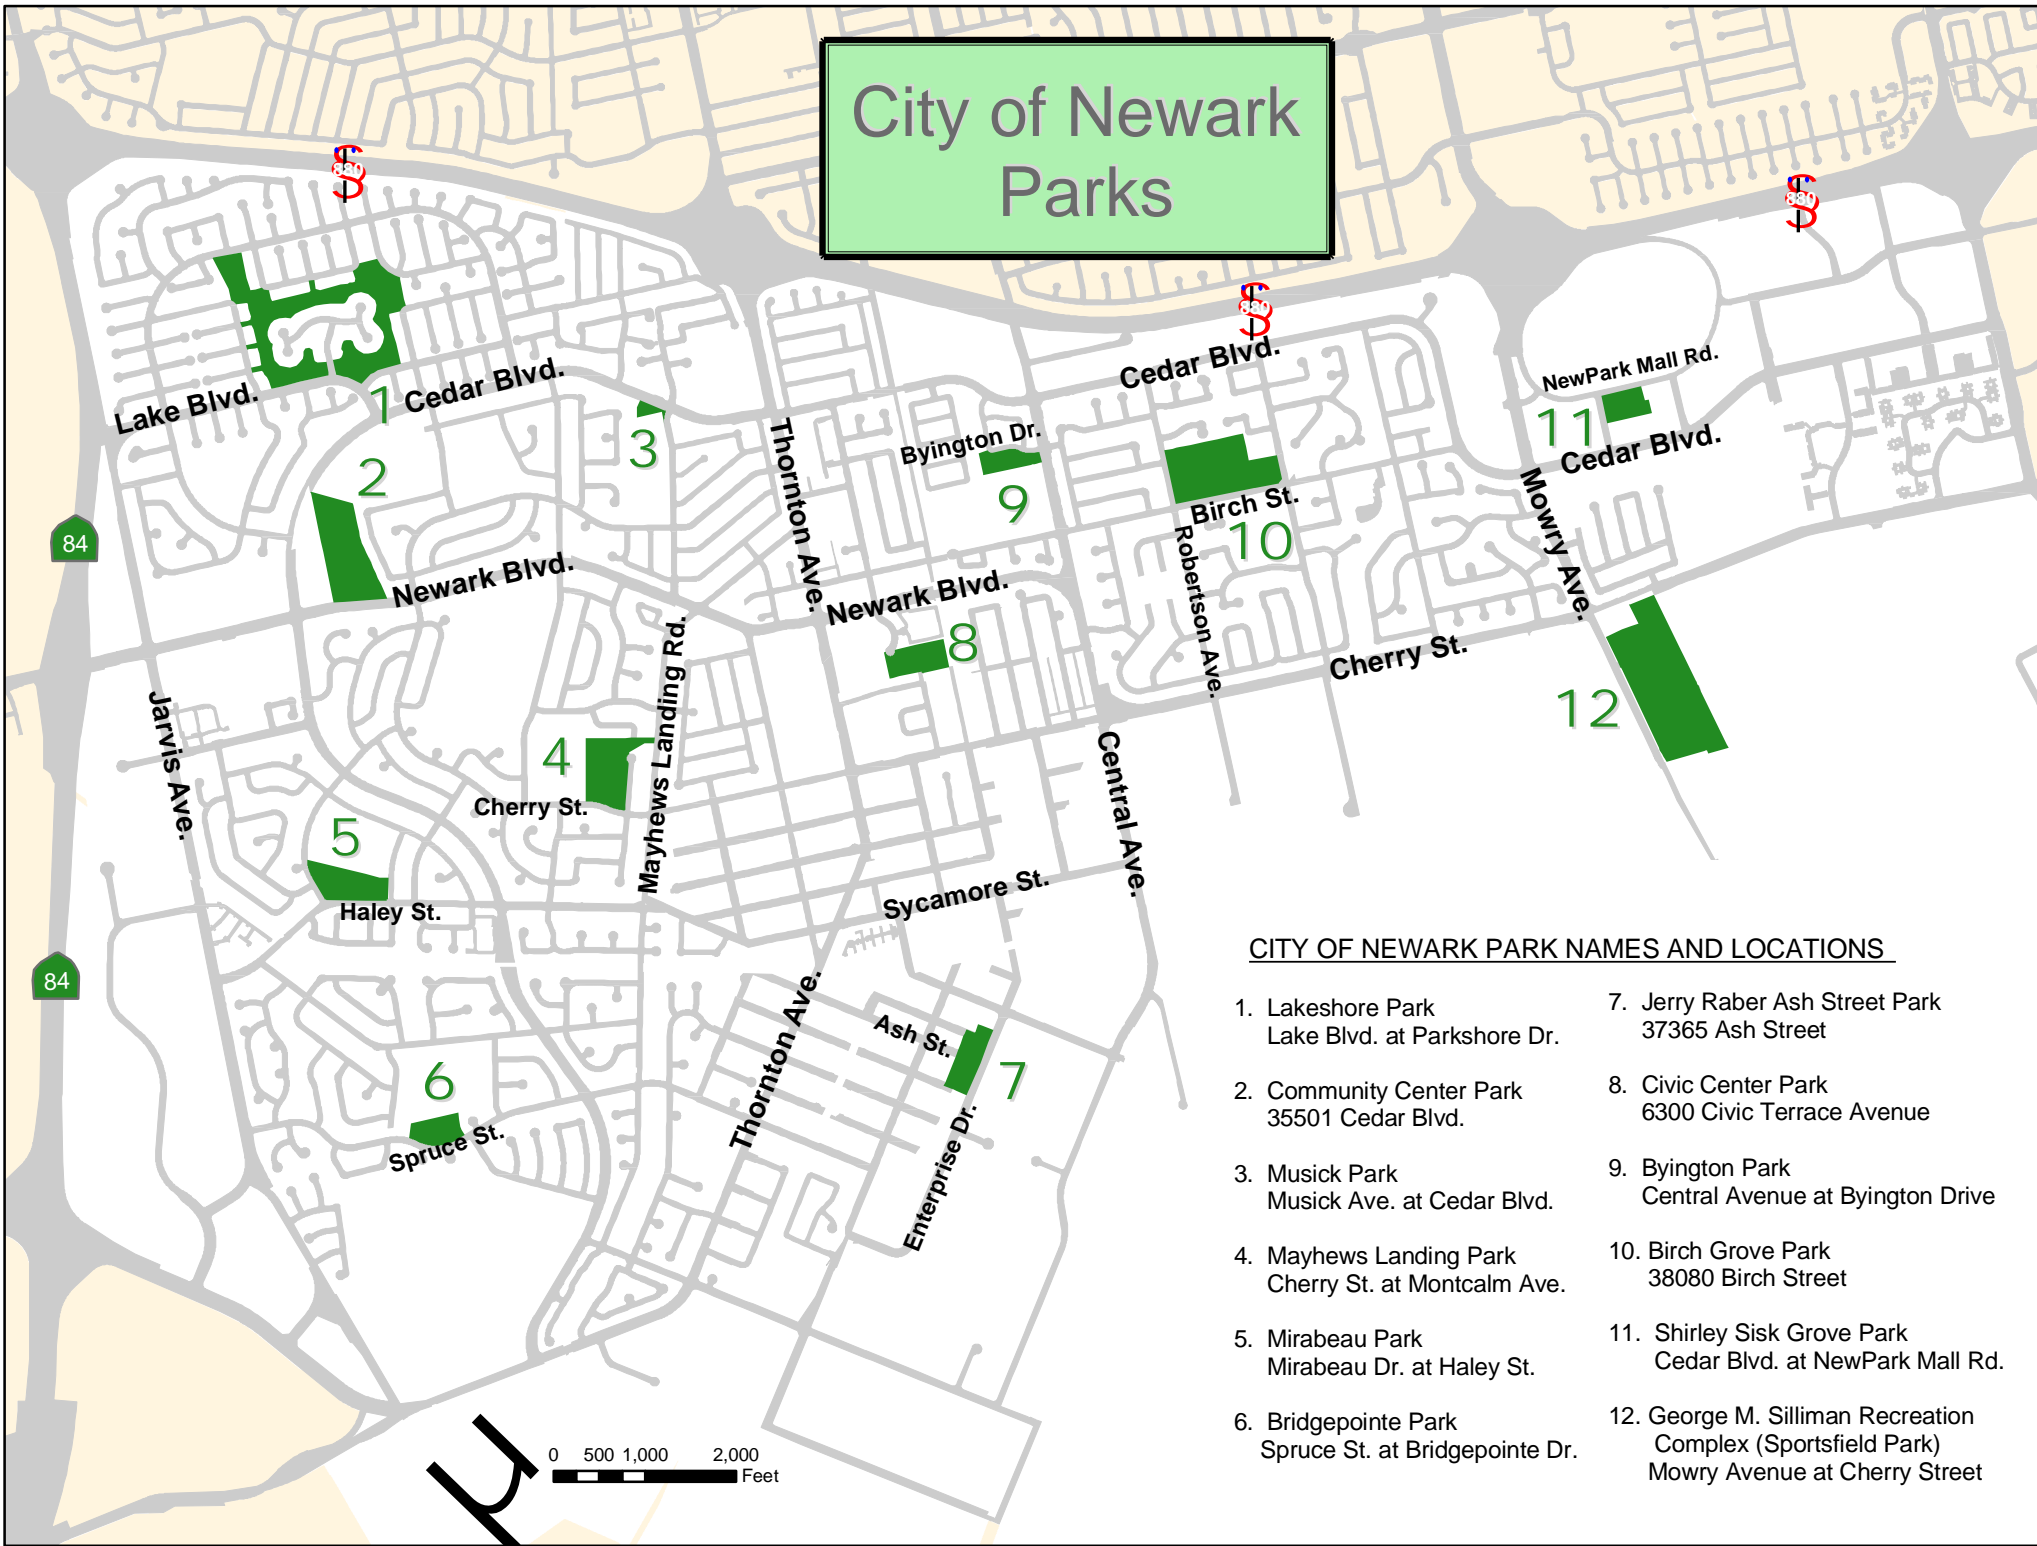 City of Newark
Parks
880
880
880
Lake Blvd.
1
Cedar Blvd.
2
3
Thornton Ave.
Byington Dr.
9
Cedar Blvd.
Birch St.
10
NewPark Mall Rd.
11
Cedar Blvd.
Mowry Ave.
84
Newark Blvd.
Newark Blvd.
8
Robertson Ave.
Cherry St.
12
Jarvis Ave.
4
Cherry St.
Mayhews Landing Rd.
Central Ave.
5
Haley St.
Sycamore St.
84
6
Spruce St.
Thornton Ave.
Ash St.
7
Enterprise Dr.
0 500 1,000 2,000
Feet
CITY OF NEWARK PARK NAMES AND LOCATIONS
1. Lakeshore Park
Lake Blvd. at Parkshore Dr.
2. Community Center Park
35501 Cedar Blvd.
3. Musick Park
Musick Ave. at Cedar Blvd.
4. Mayhews Landing Park
Cherry St. at Montcalm Ave.
5. Mirabeau Park
Mirabeau Dr. at Haley St.
6. Bridgepointe Park
Spruce St. at Bridgepointe Dr.
7. Jerry Raber Ash Street Park
37365 Ash Street
8. Civic Center Park
6300 Civic Terrace Avenue
9. Byington Park
Central Avenue at Byington Drive
10. Birch Grove Park
38080 Birch Street
11. Shirley Sisk Grove Park
Cedar Blvd. at NewPark Mall Rd.
12. George M. Silliman Recreation
Complex (Sportsfield Park)
Mowry Avenue at Cherry Street